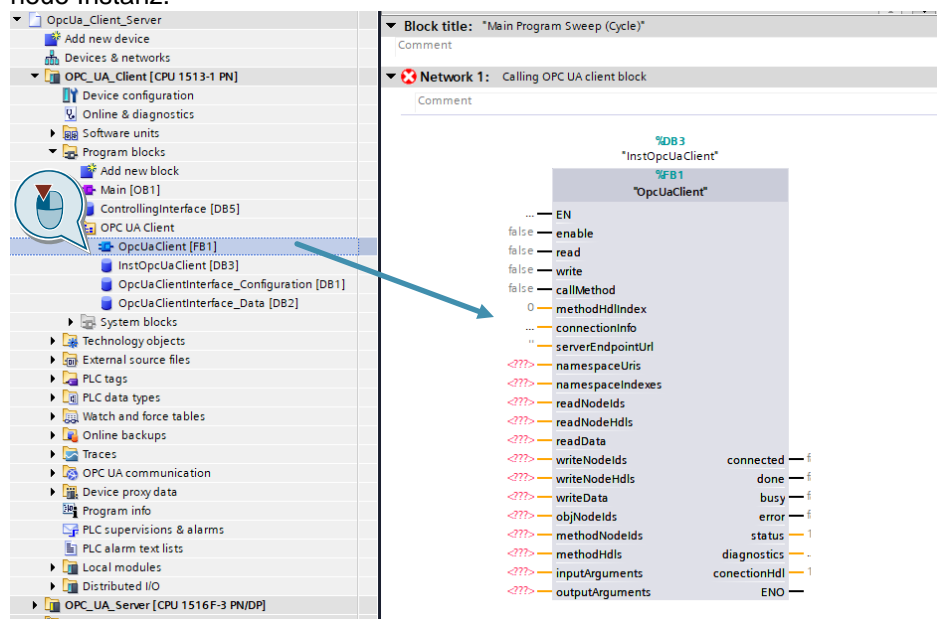 neue Instanz.
OpcUa_Client_Server
Add new device
Devices & networks
OPC_UA_Client [CPU 1513-1 PN]
Device configuration
Online & diagnostics
Software units
Program blocks
Add new block
Main [OB1]
ControllingInterface [DB5]
OPC UA Client
OpcUaClient [FB1]
InstOpcUaClient [DB3]
OpcUaClientInterface_Configuration [DB1]
OpcUaClientInterface_Data [DB2]
System blocks
Technology objects
External source files
PLC tags
PLC data types
Watch and force tables
Online backups
Traces
OPC UA communication
Device proxy data
Program info
PLC supervisions & alarms
PLC alarm text lists
Local modules
Distributed I/O
OPC_UA_Server [CPU 1516F-3 PN/DP]
Block title: "Main Program Sweep (Cycle)"
Comment
Network 1: Calling OPC UA client block
Comment
%DB3
"InstOpcUaClient"
%FB1
"OpcUaClient"
... EN
false enable
false read
false write
false callMethod
0 methodHdlIndex
... connectionInfo
'' serverEndpointUrl
<???> namespaceUris
<???> namespaceIndexes
<???> readNodeIds
<???> readNodeHdls
<???> readData
<???> writeNodeIds connected
<???> writeNodeHdls done
<???> writeData busy
<???> objNodeIds error
<???> methodNodeIds status
<???> methodHdls diagnostics
<???> inputArguments conectionHdl
<???> outputArguments ENO